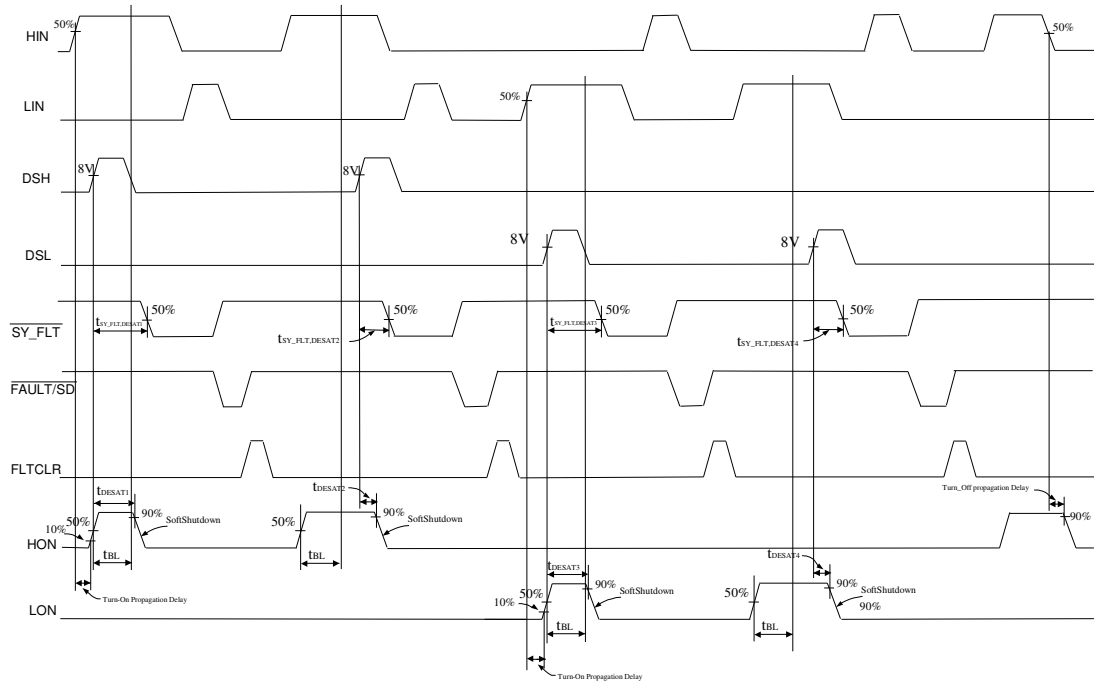 HIN
50%
50%
LIN
50%
DSH
8V
8V
DSL
8V
8V
SY_FLT
50%
tSY_FLT,DESAT1
50%
tSY_FLT,DESAT2
50%
tSY_FLT,DESAT3
50%
tSY_FLT,DESAT4
FAULT/SD
FLTCLR
tDESAT1
tDESAT2
Turn_Off propagation Delay
HON
10%
50%
90%
SoftShutdown
tBL
50%
tBL
90%
SoftShutdown
90%
Turn-On Propagation Delay
tDESAT3
tDESAT4
LON
10%
50%
90%
SoftShutdown
tBL
50%
tBL
90%
SoftShutdown
90%
Turn-On Propagation Delay